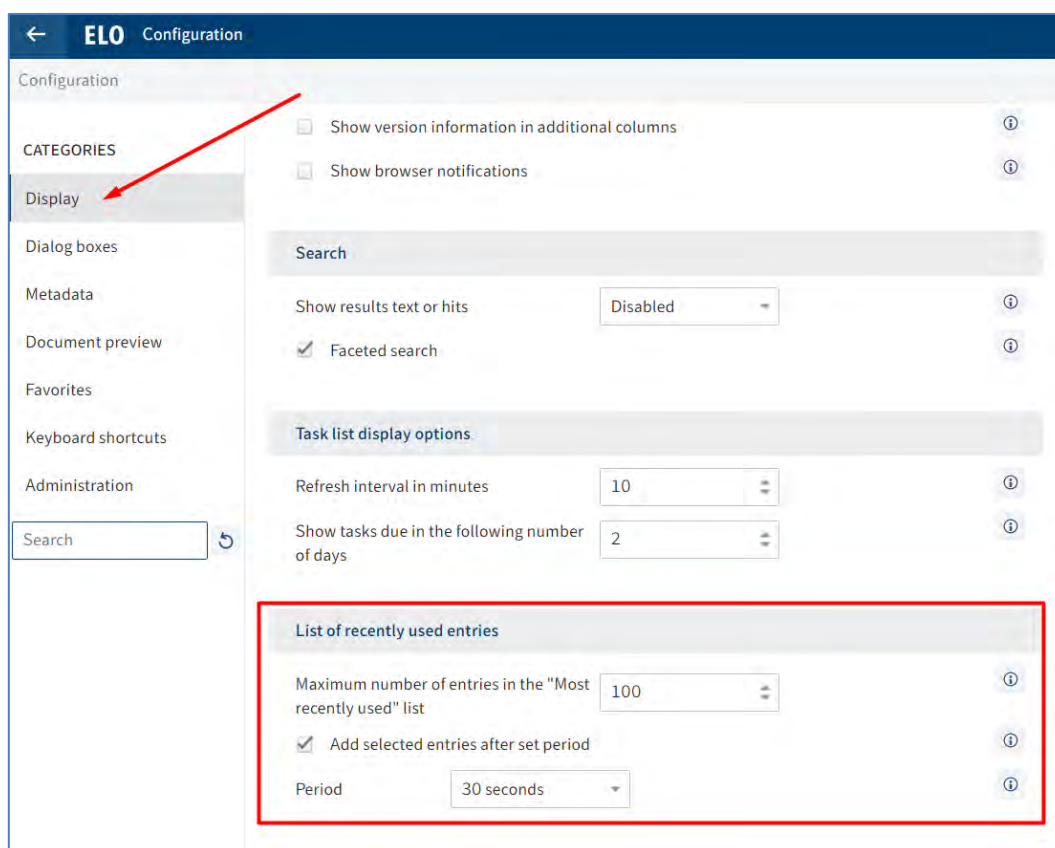 ELO Configuration
Configuration
CATEGORIES
Display
Dialog boxes
Metadata
Document preview
Favorites
Keyboard shortcuts
Administration
Search
Show version information in additional columns
Show browser notifications
Search
Show results text or hits Disabled
Faceted search
Task list display options
Refresh interval in minutes 10
Show tasks due in the following number
of days
2
List of recently used entries
Maximum number of entries in the "Most
recently used" list
100
Add selected entries after set period
Period 30 seconds